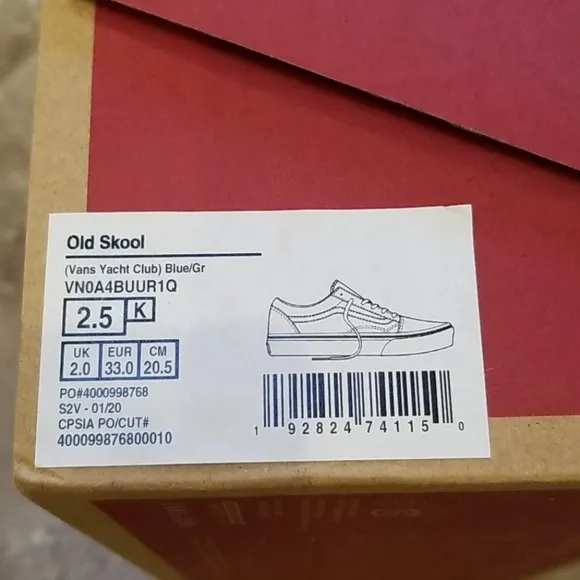 Old Skool
(Vans Yacht Club) Blue/Gr
VN0A4BUUR1Q
2.5 K
UK EUR CM
2.0 33.0 20.5
PO#4000998768
S2V - 01/20
CPSIA PO/CUT#
400099876800010
1 92824 74115 0